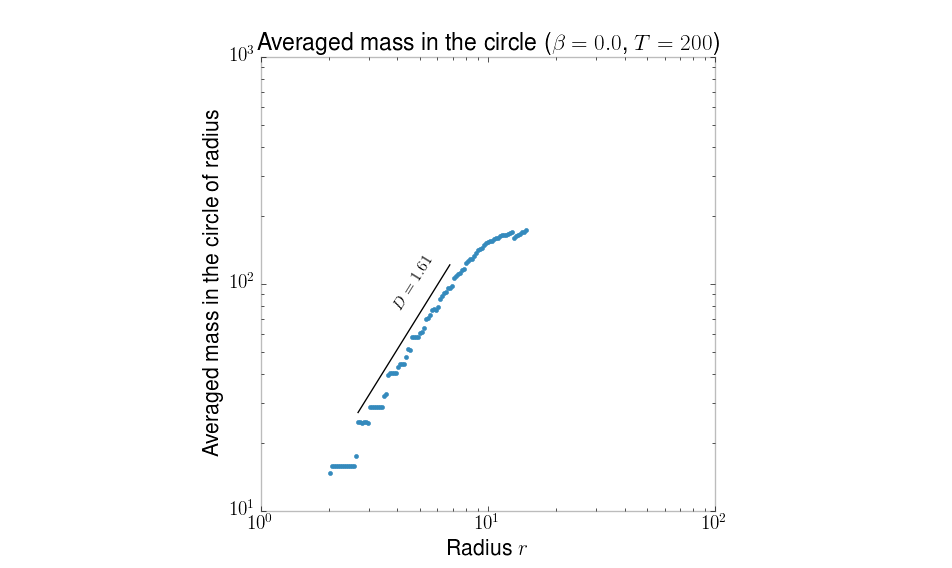 Averaged mass in the circle (β = 0.0, T = 200)
10³
10²
10¹
Averaged mass in the circle of radius
D = 1.61
10⁰
10¹
10²
Radius r